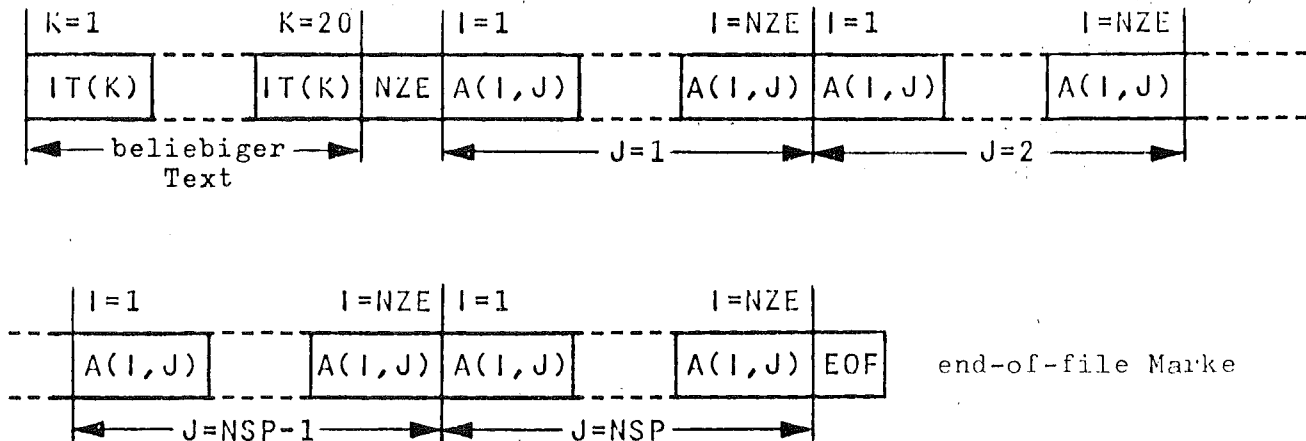 K=1 K=20 I=1 I=NZE I=1 I=NZE
IT(K) IT(K) NZE A(I,J) A(I,J) A(I,J) A(I,J)
beliebiger J=1 J=2
Text
I=1 I=NZE I=1 I=NZE
A(I,J) A(I,J) A(I,J) A(I,J) EOF end-of-file Marke
J=NSP-1 J=NSP